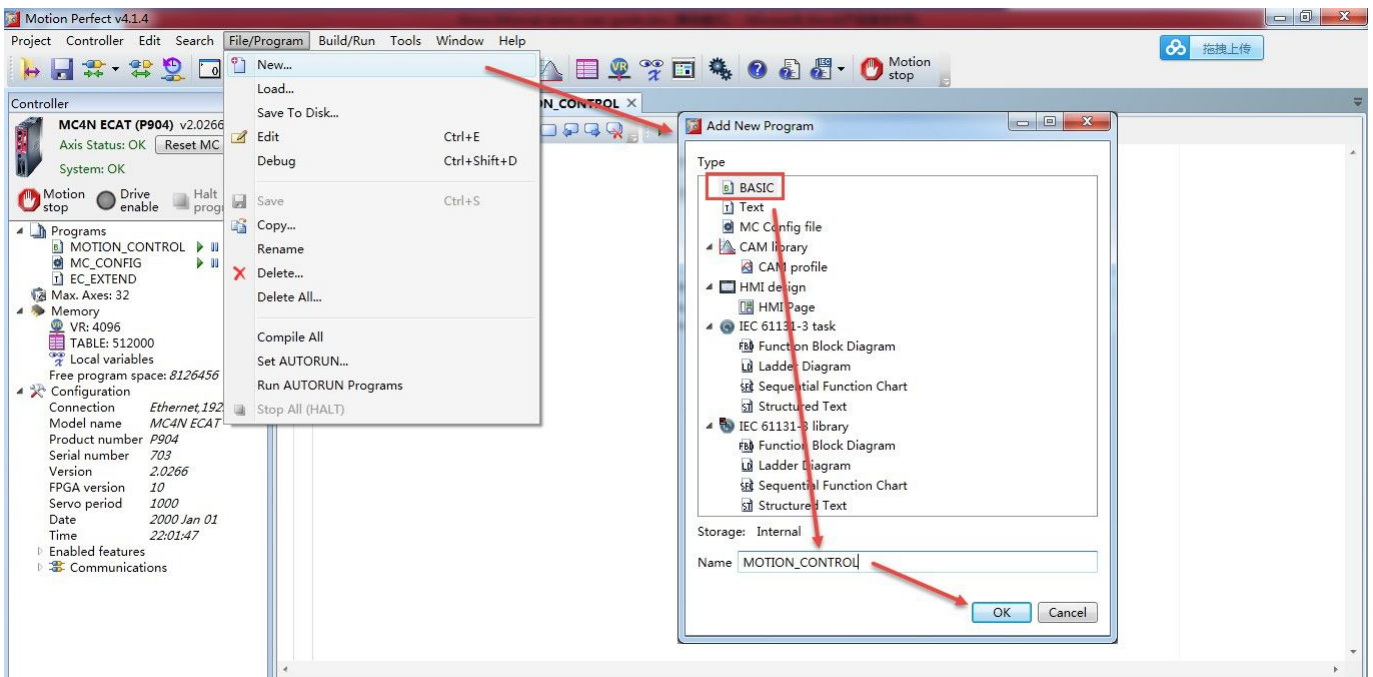 Motion Perfect v4.1.4
Project Controller Edit Search File/Program Build/Run Tools Window Help
拖拽上传
Motion stop
New...
Load...
Save To Disk...
Edit Ctrl+E
Debug Ctrl+Shift+D
Save Ctrl+S
Copy...
Rename
Delete...
Delete All...
Compile All
Set AUTORUN...
Run AUTORUN Programs
Stop All (HALT)
Controller
MC4N ECAT (P904) v2.0266
Axis Status: OK Reset MC
System: OK
Motion stop Drive enable Halt progr
Programs
MOTION_CONTROL
MC_CONFIG
EC_EXTEND
Max. Axes: 32
Memory
VR: 4096
TABLE: 512000
Local variables
Free program space: 8126456
Configuration
Connection Ethernet,192.
Model name MC4N ECAT
Product number P904
Serial number 703
Version 2.0266
FPGA version 10
Servo period 1000
Date 2000 Jan 01
Time 22:01:47
Enabled features
Communications
ON_CONTROL
Add New Program
Type
BASIC
Text
MC Config file
CAM library
CAM profile
HMI design
HMI Page
IEC 61131-3 task
Function Block Diagram
Ladder Diagram
Sequential Function Chart
Structured Text
IEC 61131-3 library
Function Block Diagram
Ladder Diagram
Sequential Function Chart
Structured Text
Storage: Internal
Name MOTION_CONTROL
OK Cancel